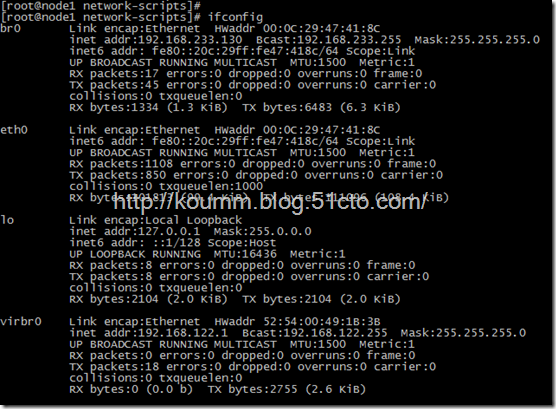 [root@node1 network-scripts]#
[root@node1 network-scripts]# ifconfig
br0 Link encap:Ethernet HWaddr 00:0C:29:47:41:8C
inet addr:192.168.233.130 Bcast:192.168.233.255 Mask:255.255.255.0
inet6 addr: fe80::20c:29ff:fe47:418c/64 Scope:Link
UP BROADCAST RUNNING MULTICAST MTU:1500 Metric:1
RX packets:17 errors:0 dropped:0 overruns:0 frame:0
TX packets:45 errors:0 dropped:0 overruns:0 carrier:0
collisions:0 txqueuelen:0
RX bytes:1334 (1.3 KiB) TX bytes:6483 (6.3 KiB)
eth0 Link encap:Ethernet HWaddr 00:0C:29:47:41:8C
inet6 addr: fe80::20c:29ff:fe47:418c/64 Scope:Link
UP BROADCAST RUNNING MULTICAST MTU:1500 Metric:1
RX packets:1108 errors:0 dropped:0 overruns:0 frame:0
TX packets:850 errors:0 dropped:0 overruns:0 carrier:0
collisions:0 txqueuelen:1000
RX KiB) TX KiB)
http://koumm.blog.51cto.com/
lo Link encap:Local Loopback
inet addr:127.0.0.1 Mask:255.0.0.0
inet6 addr: ::1/128 Scope:Host
UP LOOPBACK RUNNING MTU:16436 Metric:1
RX packets:8 errors:0 dropped:0 overruns:0 frame:0
TX packets:8 errors:0 dropped:0 overruns:0 carrier:0
collisions:0 txqueuelen:0
RX bytes:2104 (2.0 KiB) TX bytes:2104 (2.0 KiB)
virbr0 Link encap:Ethernet HWaddr 52:54:00:49:1B:3B
inet addr:192.168.122.1 Bcast:192.168.122.255 Mask:255.255.255.0
UP BROADCAST RUNNING MULTICAST MTU:1500 Metric:1
RX packets:0 errors:0 dropped:0 overruns:0 frame:0
TX packets:18 errors:0 dropped:0 overruns:0 carrier:0
collisions:0 txqueuelen:0
RX bytes:0 (0.0 b) TX bytes:2755 (2.6 KiB)